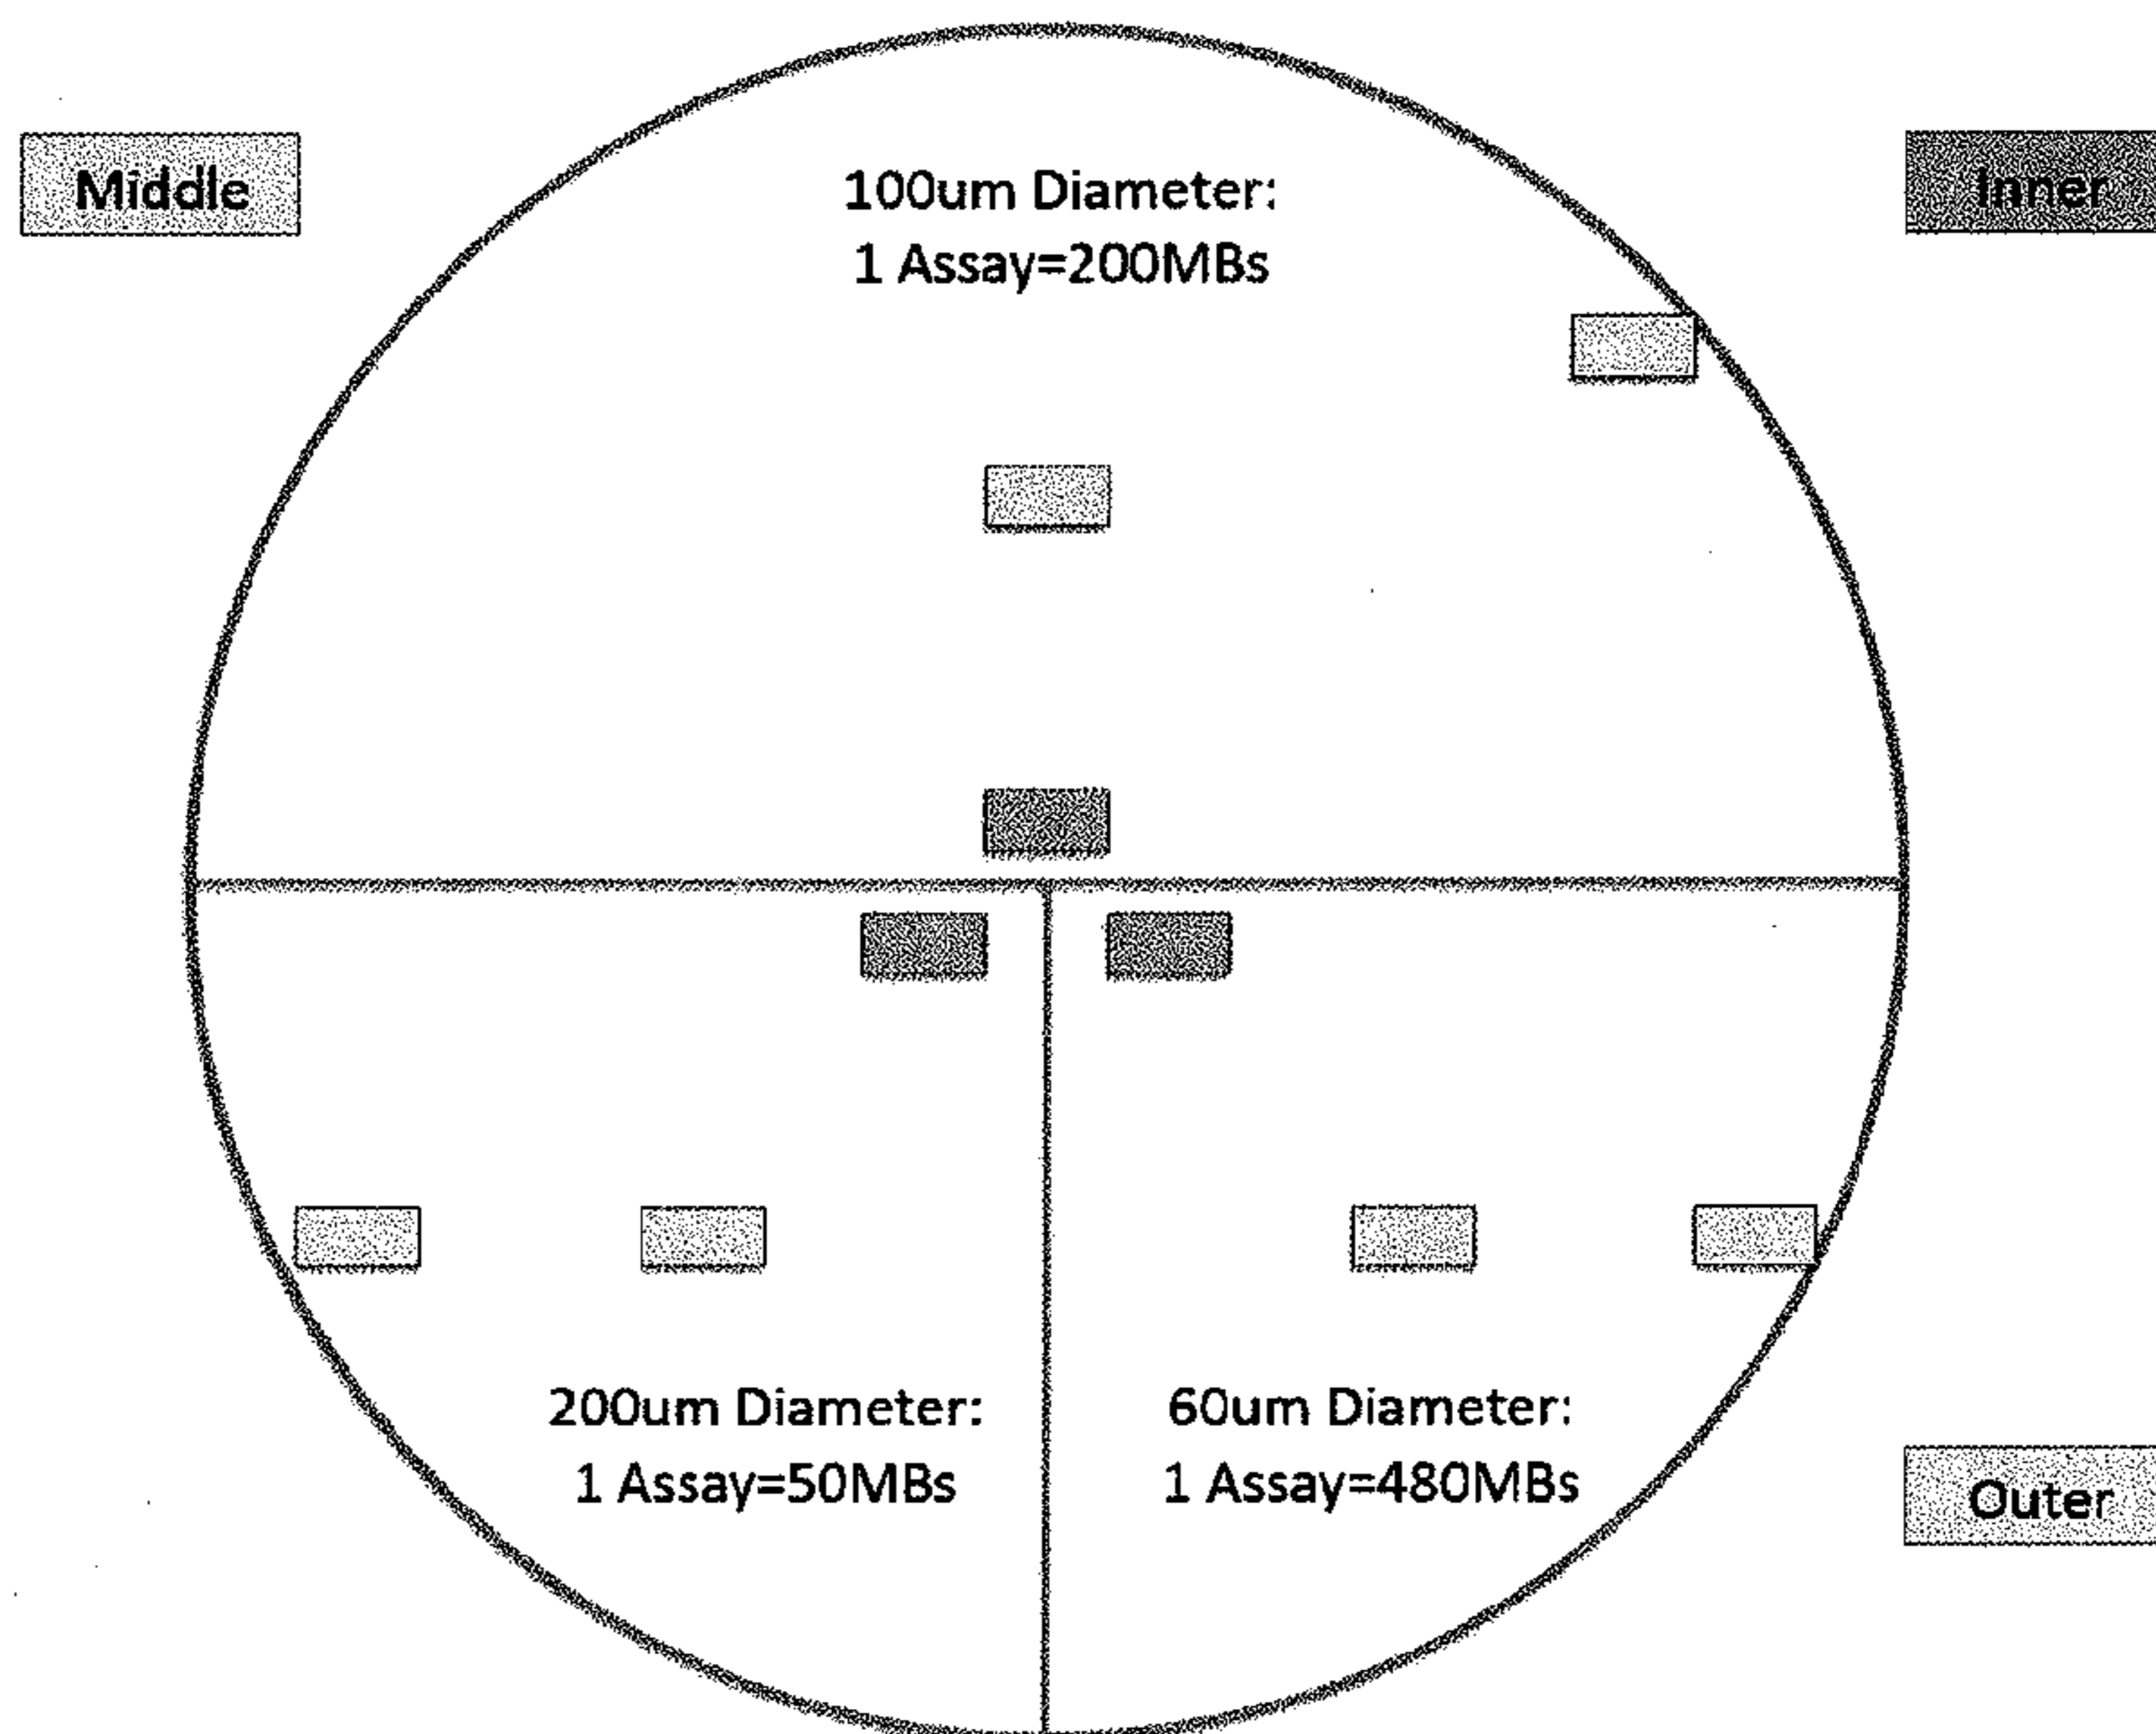 Middle
Inner
100um Diameter:
1 Assay=200MBs
200um Diameter:
1 Assay=50MBs
60um Diameter:
1 Assay=480MBs
Outer